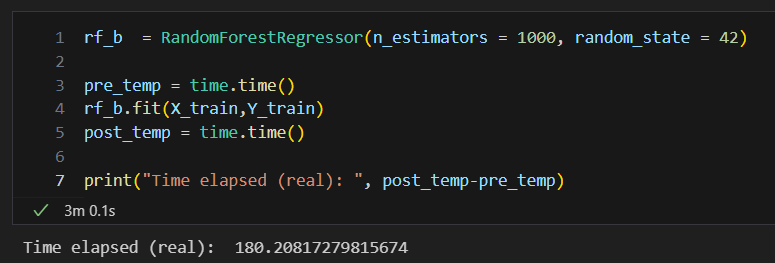 1 rf_b  = RandomForestRegressor(n_estimators = 1000, random_state = 42)
2
3 pre_temp = time.time()
4 rf_b.fit(X_train,Y_train)
5 post_temp = time.time()
6
7 print("Time elapsed (real): ", post_temp-pre_temp)
3m 0.1s
Time elapsed (real):  180.20817279815674